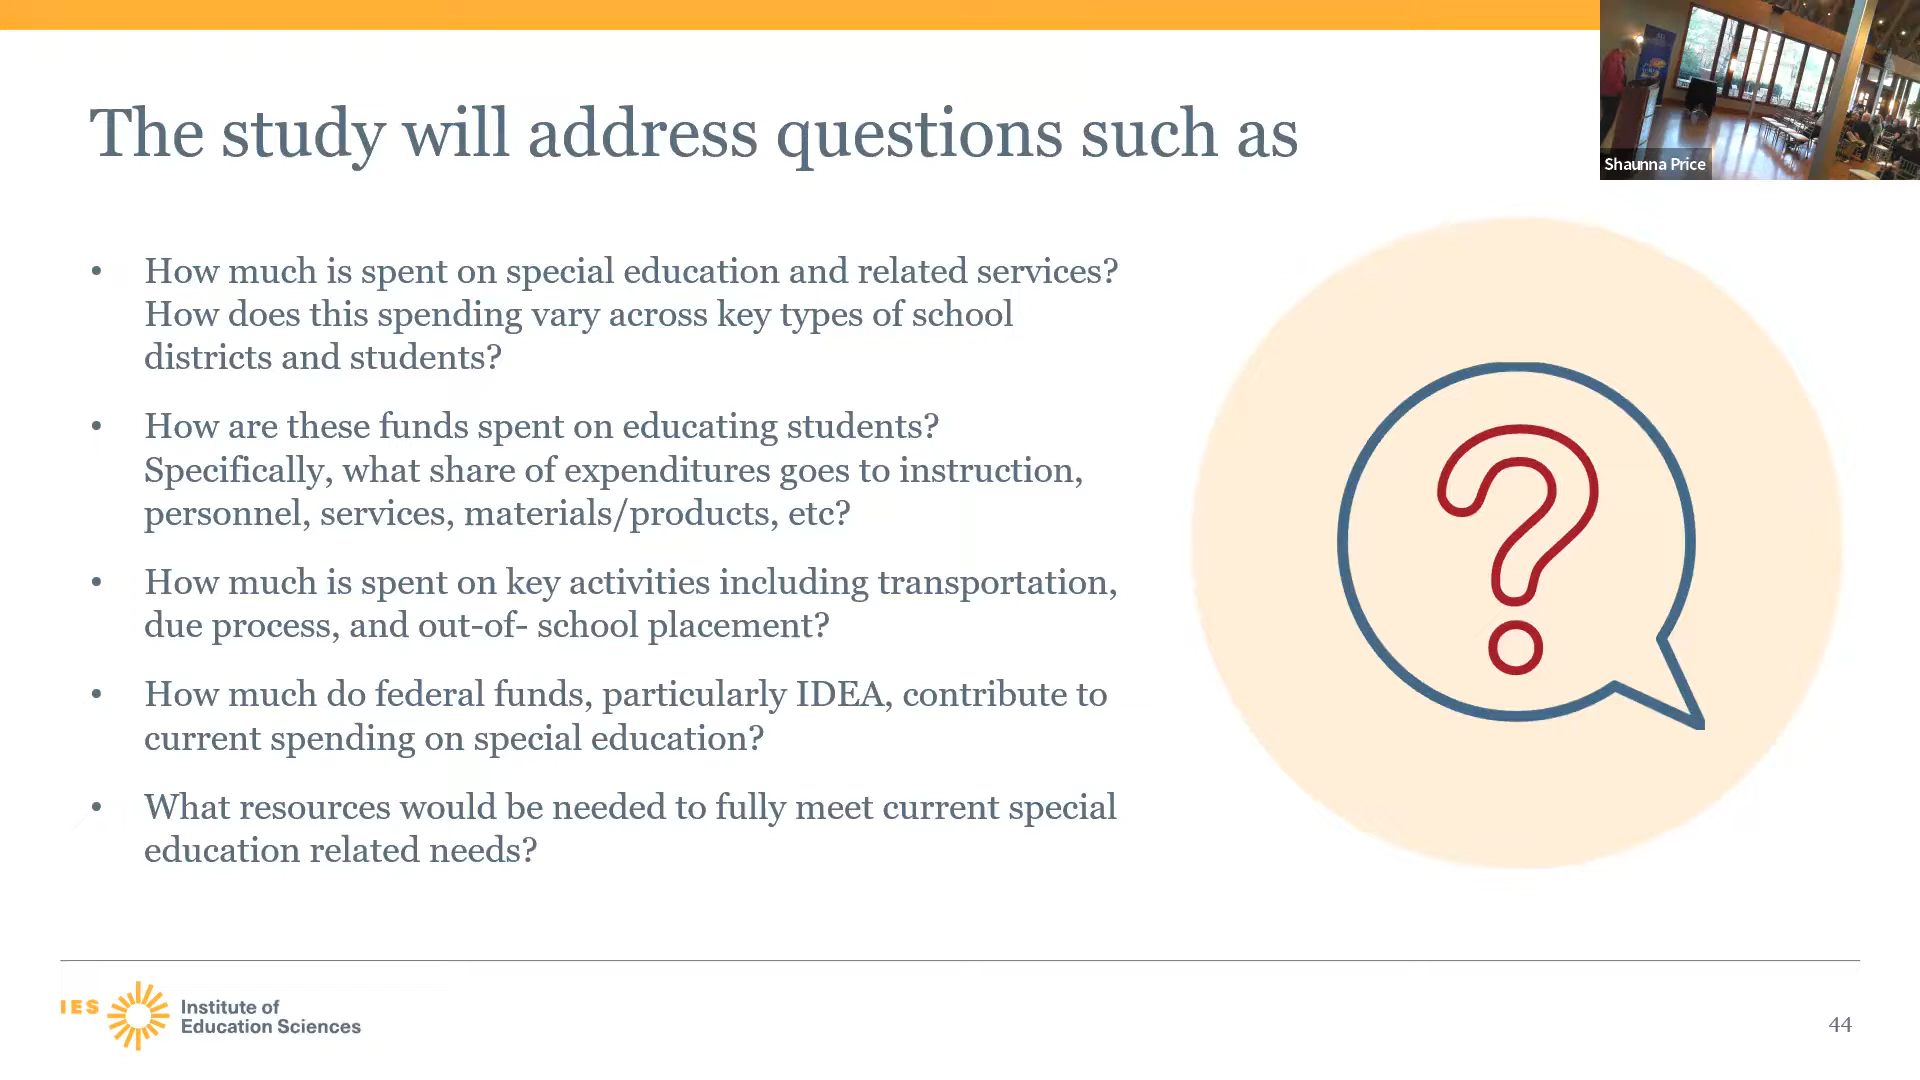 The study will address questions such as
Shaunna Price
• How much is spent on special education and related services?
How does this spending vary across key types of school
districts and students?
• How are these funds spent on educating students?
Specifically, what share of expenditures goes to instruction,
personnel, services, materials/products, etc?
• How much is spent on key activities including transportation,
due process, and out-of- school placement?
• How much do federal funds, particularly IDEA, contribute to
current spending on special education?
• What resources would be needed to fully meet current special
education related needs?
IES
Institute of
Education Sciences
44